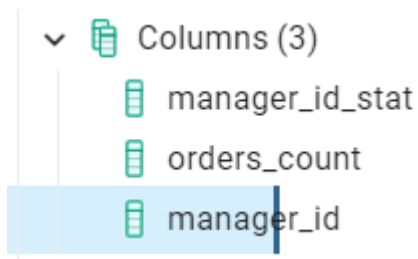 Columns (3)
manager_id_stat
orders_count
manager_id